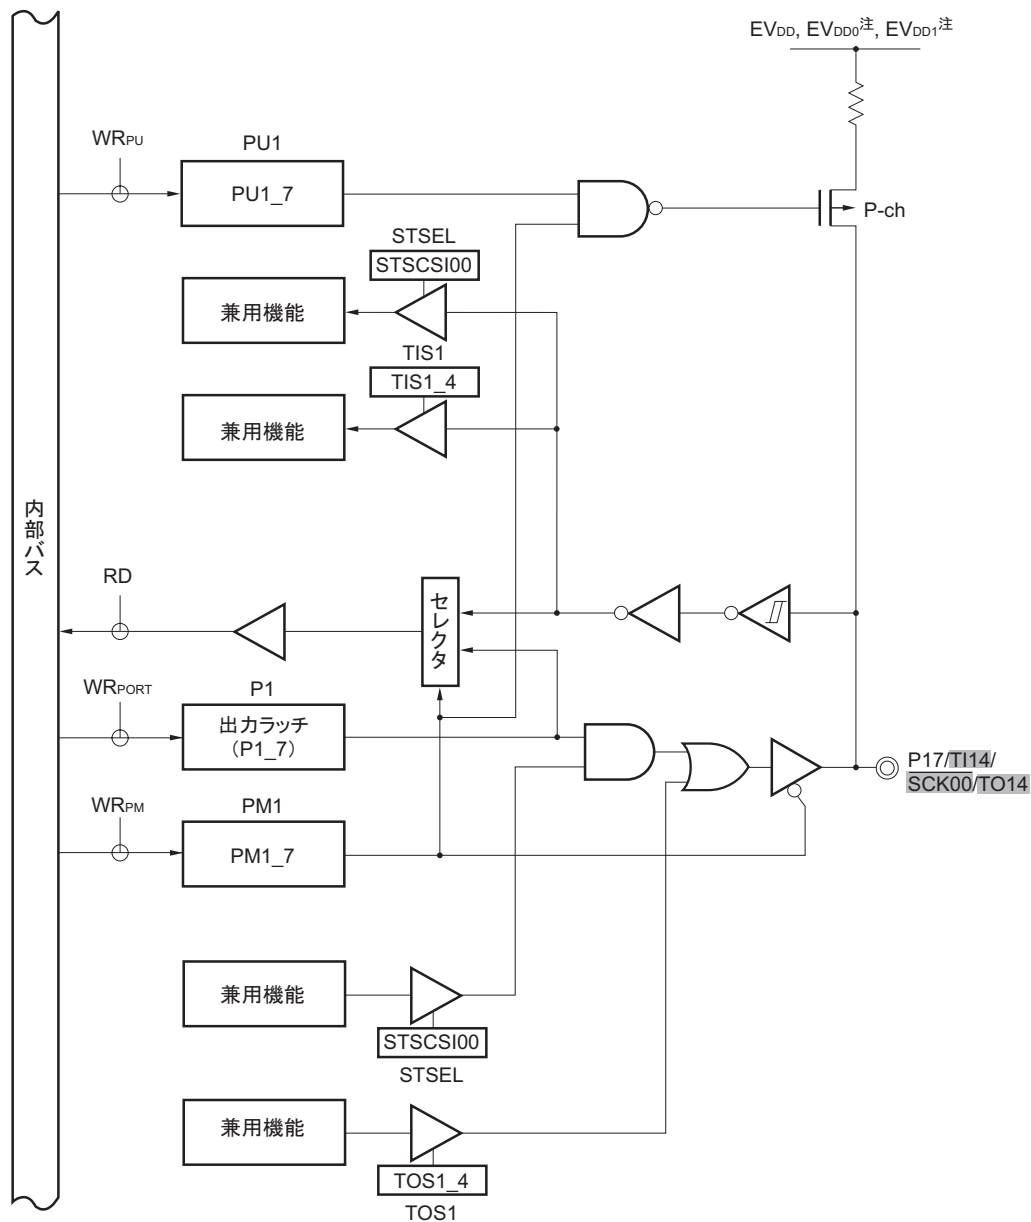 EVDD, EVDD0注, EVDD1注
WRPU
PU1
PU1_7
P-ch
STSEL
STSCSI00
兼用機能
TIS1
TIS1_4
兼用機能
内部バス
RD
セレクタ
WRPORT
P1
出力ラッチ
(P1_7)
P17/TI14/
SCK00/TO14
WRPM
PM1
PM1_7
兼用機能
STSCSI00
STSEL
兼用機能
TOS1_4
TOS1